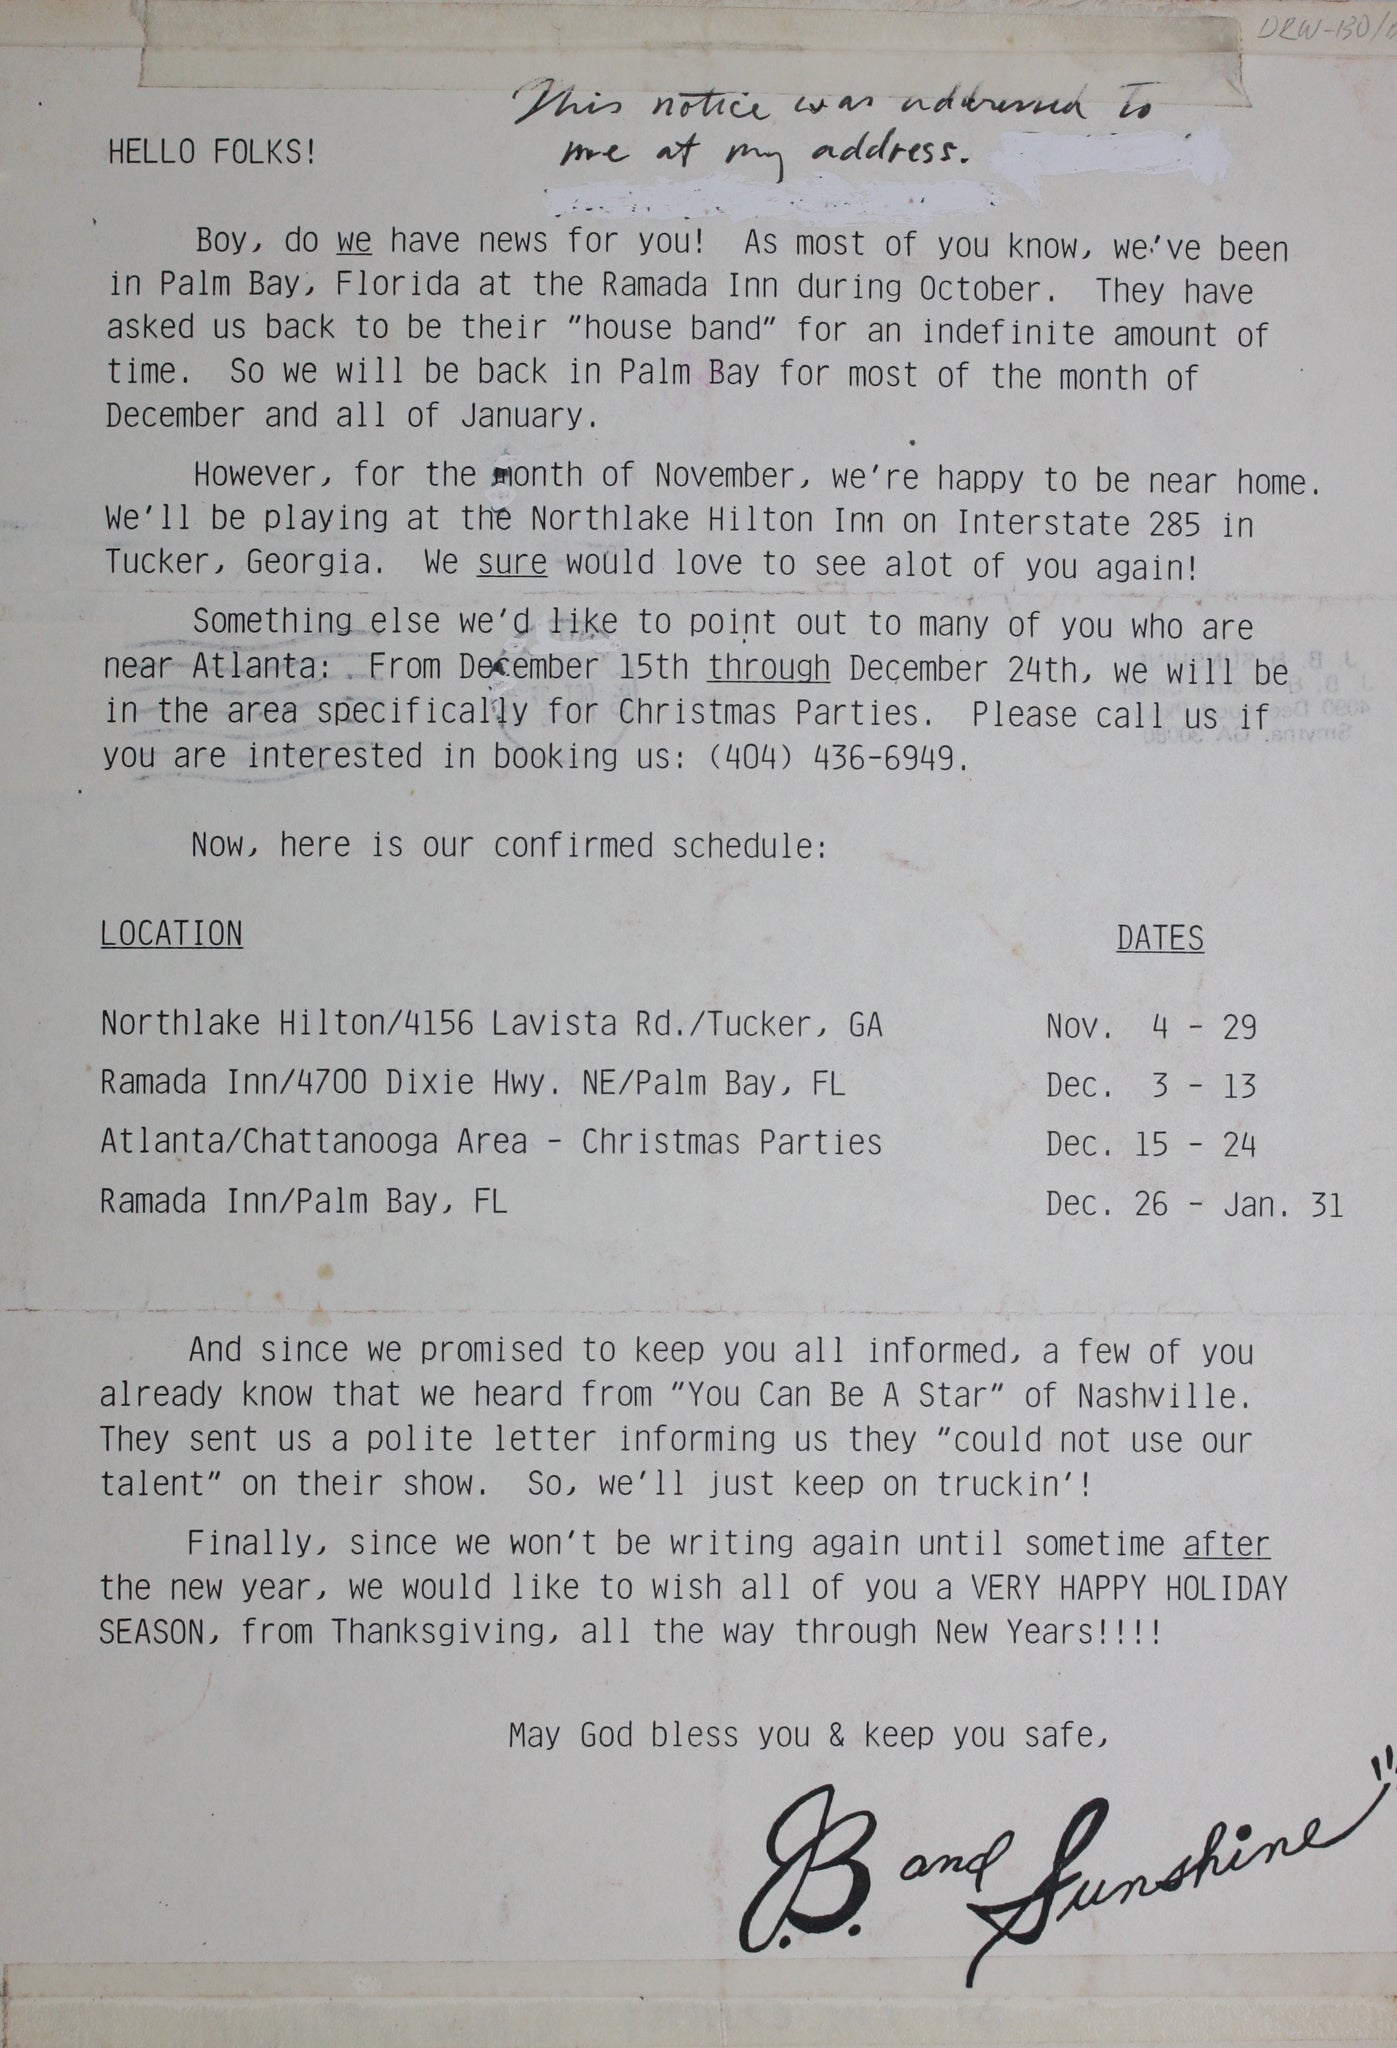 DRW-130/
This notice was addressed to
me at my address.
HELLO FOLKS!
Boy, do we have news for you! As most of you know, we've been
in Palm Bay, Florida at the Ramada Inn during October. They have
asked us back to be their "house band" for an indefinite amount of
time. So we will be back in Palm Bay for most of the month of
December and all of January.
However, for the month of November, we're happy to be near home.
We'll be playing at the Northlake Hilton Inn on Interstate 285 in
Tucker, Georgia. We sure would love to see alot of you again!
Something else we'd like to point out to many of you who are
near Atlanta: From December 15th through December 24th, we will be
in the area specifically for Christmas Parties. Please call us if
you are interested in booking us: (404) 436-6949.
Now, here is our confirmed schedule:
LOCATION DATES
Northlake Hilton/4156 Lavista Rd./Tucker, GA Nov. 4 - 29
Ramada Inn/4700 Dixie Hwy. NE/Palm Bay, FL Dec. 3 - 13
Atlanta/Chattanooga Area - Christmas Parties Dec. 15 - 24
Ramada Inn/Palm Bay, FL Dec. 26 - Jan. 31
And since we promised to keep you all informed, a few of you
already know that we heard from "You Can Be A Star" of Nashville.
They sent us a polite letter informing us they "could not use our
talent" on their show. So, we'll just keep on truckin'!
Finally, since we won't be writing again until sometime after
the new year, we would like to wish all of you a VERY HAPPY HOLIDAY
SEASON, from Thanksgiving, all the way through New Years!!!!
May God bless you & keep you safe,
J.B. and Sunshine"